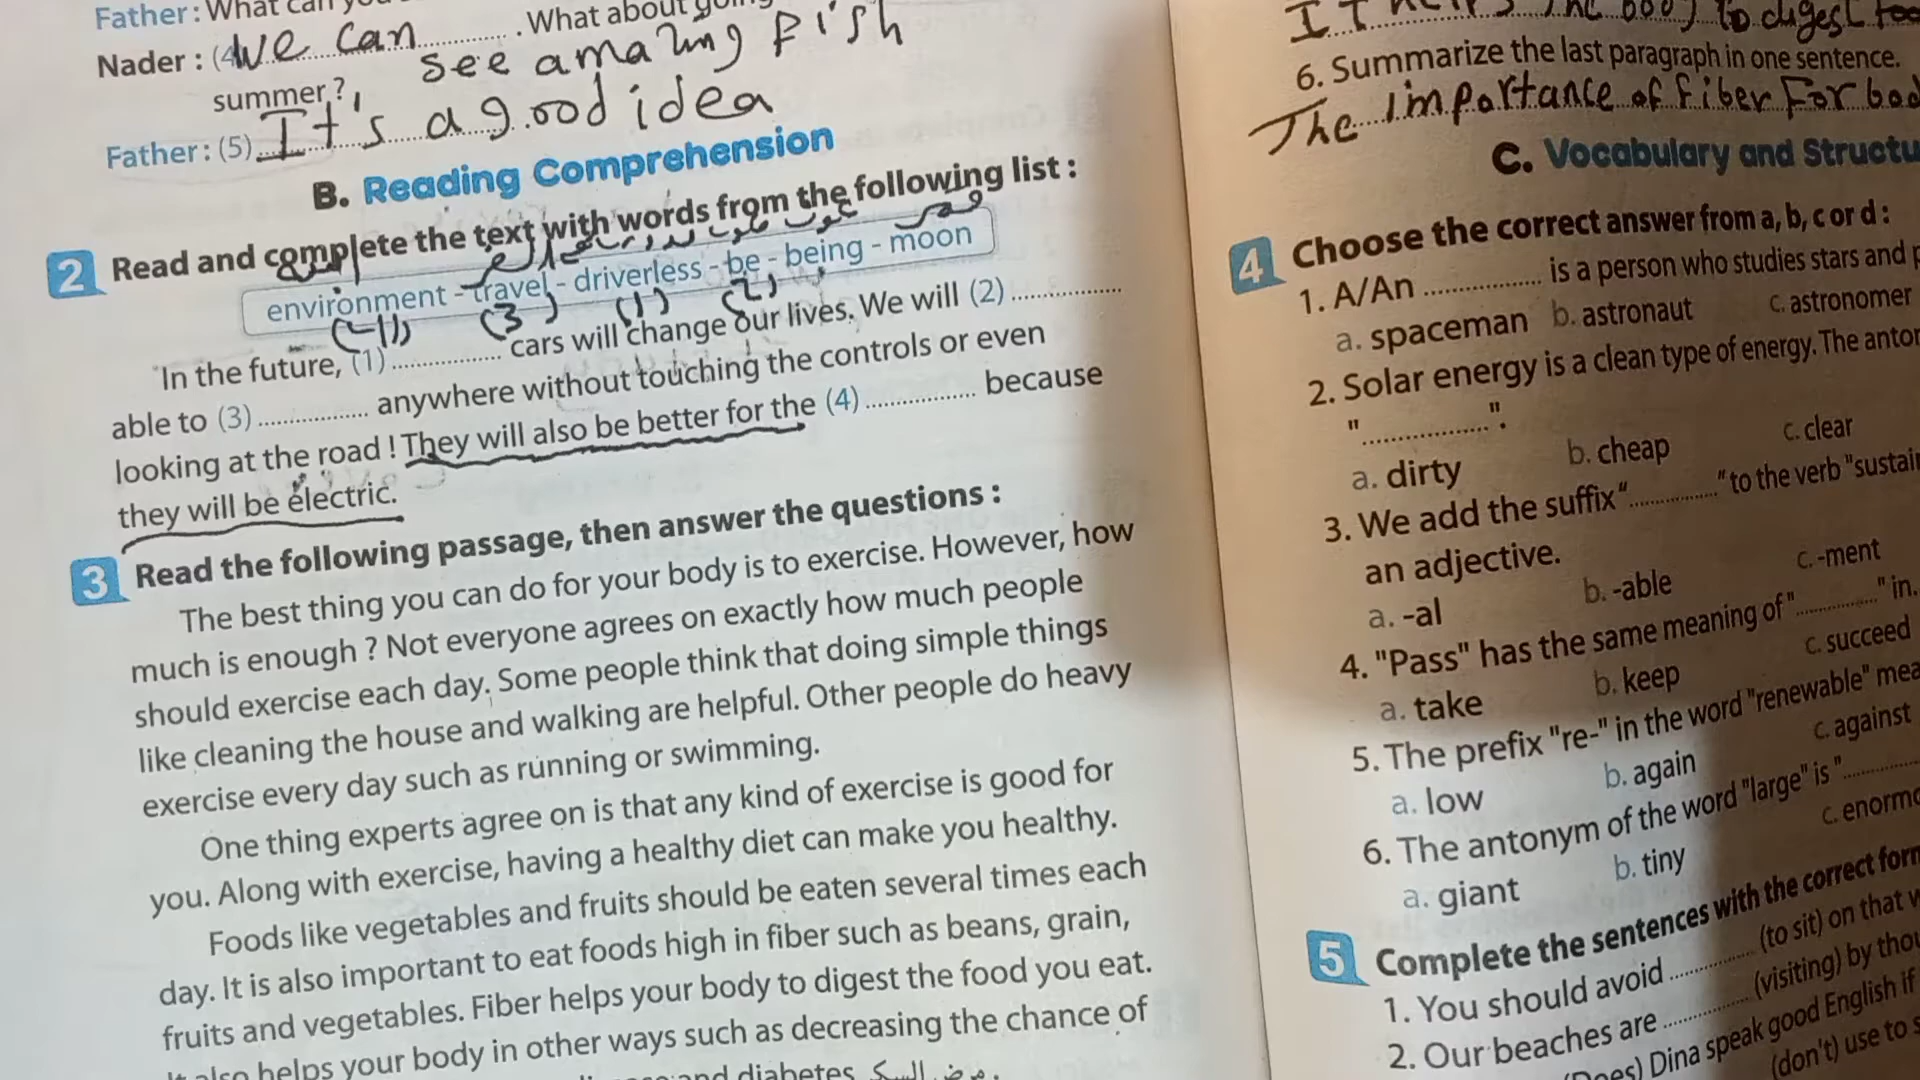 Father: What can you
Nader: (4) We can .............. . What about
summer?, see amazing Fish
Father: (5) It's a good idea
B. Reading Comprehension
2 Read and complete the text with words from the following list :
environment - travel - driverless - be - being - moon
(4) (3) (1) (2)
In the future, (1) .............. cars will change our lives. We will (2) ..............
able to (3) .............. anywhere without touching the controls or even
looking at the road ! They will also be better for the (4) .............. because
they will be electric.
3 Read the following passage, then answer the questions :
The best thing you can do for your body is to exercise. However, how
much is enough ? Not everyone agrees on exactly how much people
should exercise each day. Some people think that doing simple things
like cleaning the house and walking are helpful. Other people do heavy
exercise every day such as running or swimming.
One thing experts agree on is that any kind of exercise is good for
you. Along with exercise, having a healthy diet can make you healthy.
Foods like vegetables and fruits should be eaten several times each
day. It is also important to eat foods high in fiber such as beans, grain,
fruits and vegetables. Fiber helps your body to digest the food you eat.
It also helps your body in other ways such as decreasing the chance of
and diabetes
IT helps the body to digest foo
6. Summarize the last paragraph in one sentence.
The Importance of fiber For bod
C. Vocabulary and Structu
4 Choose the correct answer from a, b, c or d :
1. A/An .............. is a person who studies stars and p
a. spaceman b. astronaut c. astronomer
2. Solar energy is a clean type of energy. The anton
"..............".
a. dirty b. cheap c. clear
3. We add the suffix ".............." to the verb "sustain
an adjective.
a. -al b. -able c. -ment
4. "Pass" has the same meaning of ".............." in.
a. take b. keep c. succeed
5. The prefix "re-" in the word "renewable" mea
a. low b. again c. against
6. The antonym of the word "large" is "..............
a. giant b. tiny c. enormo
5 Complete the sentences with the correct form
1. You should avoid .............. (to sit) on that w
2. Our beaches are .............. (visiting) by thou
(Does) Dina speak good English if
(don't) use to s